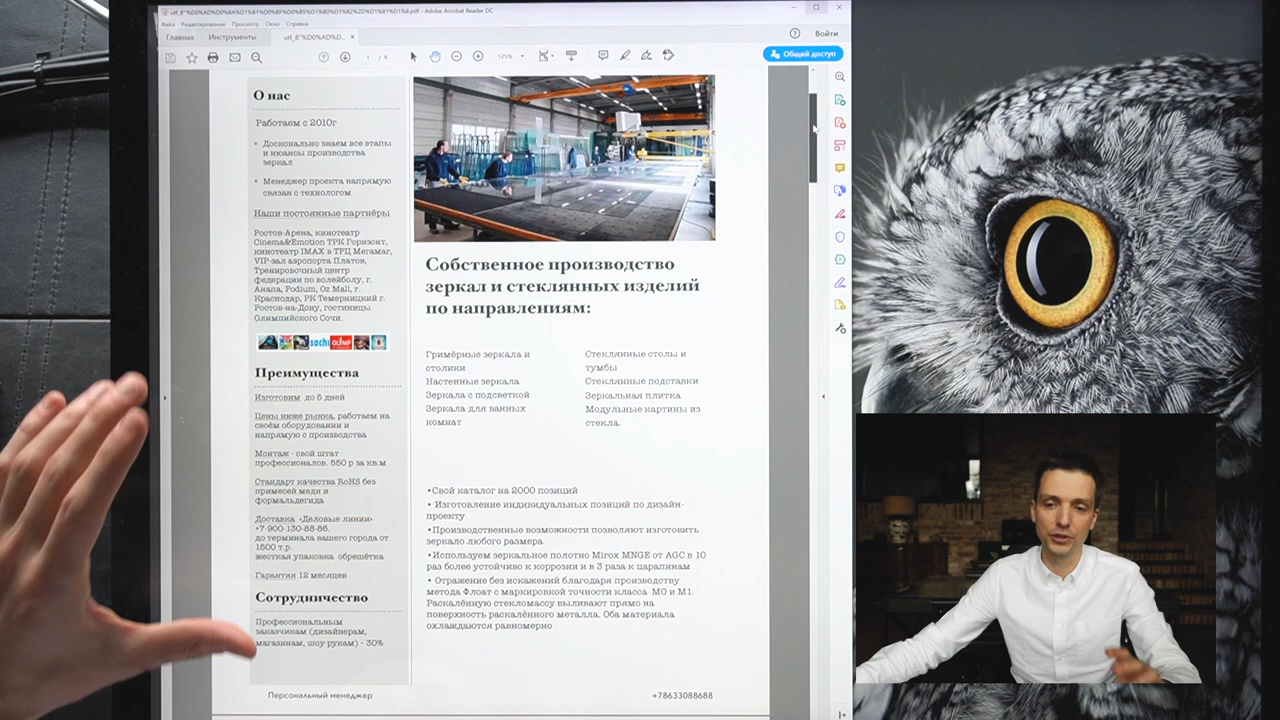 Файл Редактирование Просмотр Окно Справка
Главная Инструменты
Войти
1 / 6
125%
Общий доступ
О нас
Работаем с 2010г
Досконально знаем все этапы
и нюансы производства
зеркал
Менеджер проекта напрямую
связан с технологом
Наши постоянные партнёры
Ростов-Арена, кинотеатр
Cinema&Emotion ТРК Горизонт,
кинотеатр IMAX в ТРЦ Мегамаг,
VIP-зал аэропорта Платов,
Тренировочный центр
федерации по волейболу, г.
Анапа, Podium, Oz Mall, г.
Краснодар, РК Темерницкий г.
Ростов-на-Дону, гостиницы
Олимпийского Сочи.
sochi
Преимущества
Изготовим до 5 дней
Цены ниже рынка, работаем на
своём оборудовании и
напрямую с производства
Монтаж - свой штат
профессионалов. 550 р за кв.м
Стандарт качества RoHS без
примесей меди и
формальдегида
Доставка «Деловые линии»
+7-900-130-88-86.
до терминала вашего города от
1500 т.р.
жесткая упаковка обрешётка
Гарантия 12 месяцев
Сотрудничество
Профессиональным
заказчикам (дизайнерам,
магазинам, шоу-румам) - 30%
Собственное производство
зеркал и стеклянных изделий
по направлениям:
Гримёрные зеркала и
столики
Настенные зеркала
Зеркала с подсветкой
Зеркала для ванных
комнат
Стеклянные столы и
тумбы
Стеклянные подставки
Зеркальная плитка
Модульные картины из
стекла.
•Свой каталог на 2000 позиций
• Изготовление индивидуальных позиций по дизайн-
проекту
•Производственные возможности позволяют изготовить
зеркало любого размера
•Используем зеркальное полотно Mirox MNGE от AGC в 10
раз более устойчиво к коррозии и в 3 раза к царапинам
• Отражение без искажений благодаря производству
метода Флоат с маркировкой точности класса М0 и М1.
Раскалённую стекломассу выливают прямо на
поверхность раскалённого металла. Оба материала
охлаждаются равномерно
Персональный менеджер
+78633088688